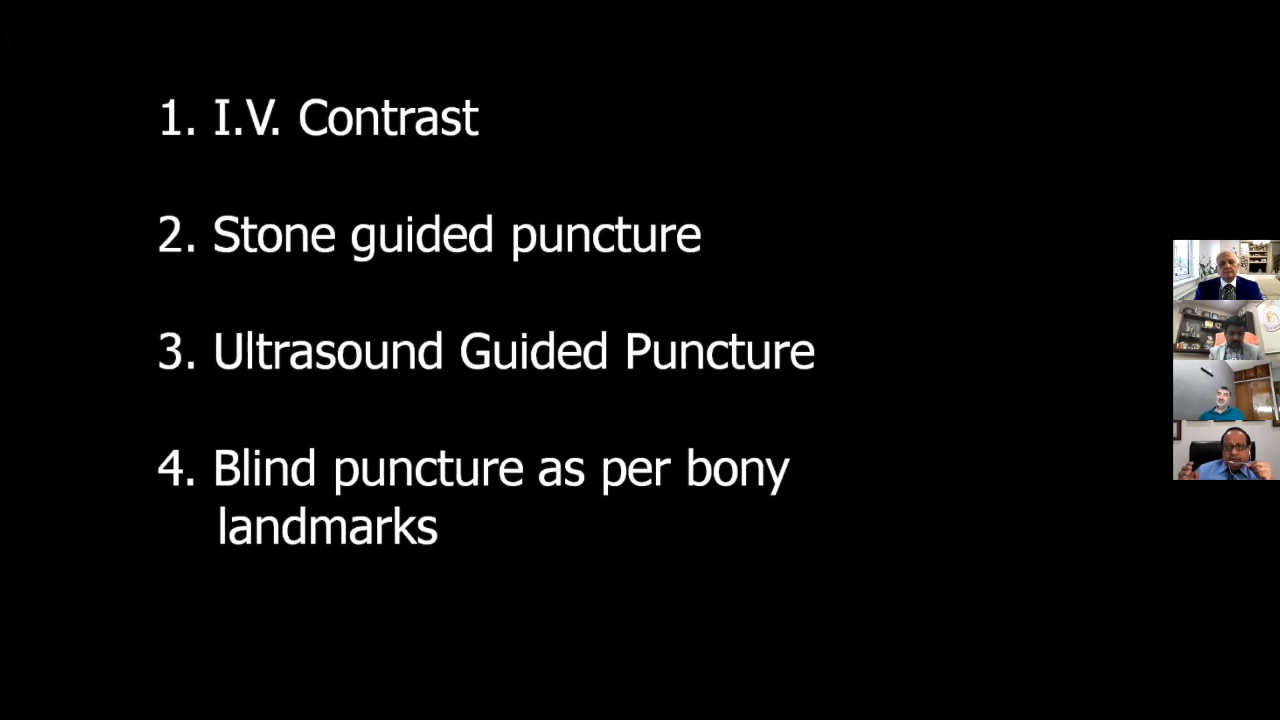 1. I.V. Contrast
2. Stone guided puncture
3. Ultrasound Guided Puncture
4. Blind puncture as per bony
landmarks